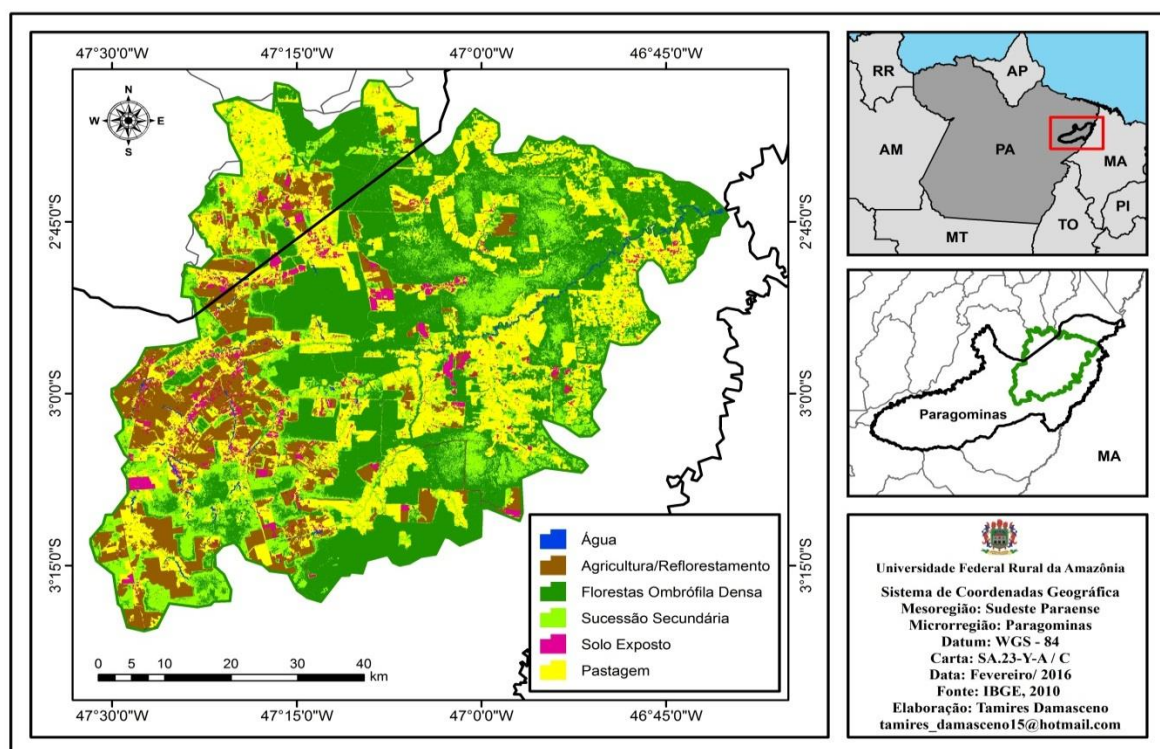 47°30'0"W
47°15'0"W
47°0'0"W
46°45'0"W
N
W
E
S
2°45'0"S
3°0'0"S
3°15'0"S
2°45'0"S
3°0'0"S
3°15'0"S
Água
Agricultura/Reflorestamento
Florestas Ombrófila Densa
Sucessão Secundária
Solo Exposto
Pastagem
0 5 10 20 30 40
km
47°30'0"W
47°15'0"W
47°0'0"W
46°45'0"W
RR
AP
AM
PA
MA
PI
TO
MT
Paragominas
MA
Universidade Federal Rural da Amazônia
Sistema de Coordenadas Geográfica
Mesoregião: Sudeste Paraense
Microrregião: Paragominas
Datum: WGS - 84
Carta: SA.23-Y-A / C
Data: Fevereiro/ 2016
Fonte: IBGE, 2010
Elaboração: Tamires Damasceno
tamires_damasceno15@hotmail.com